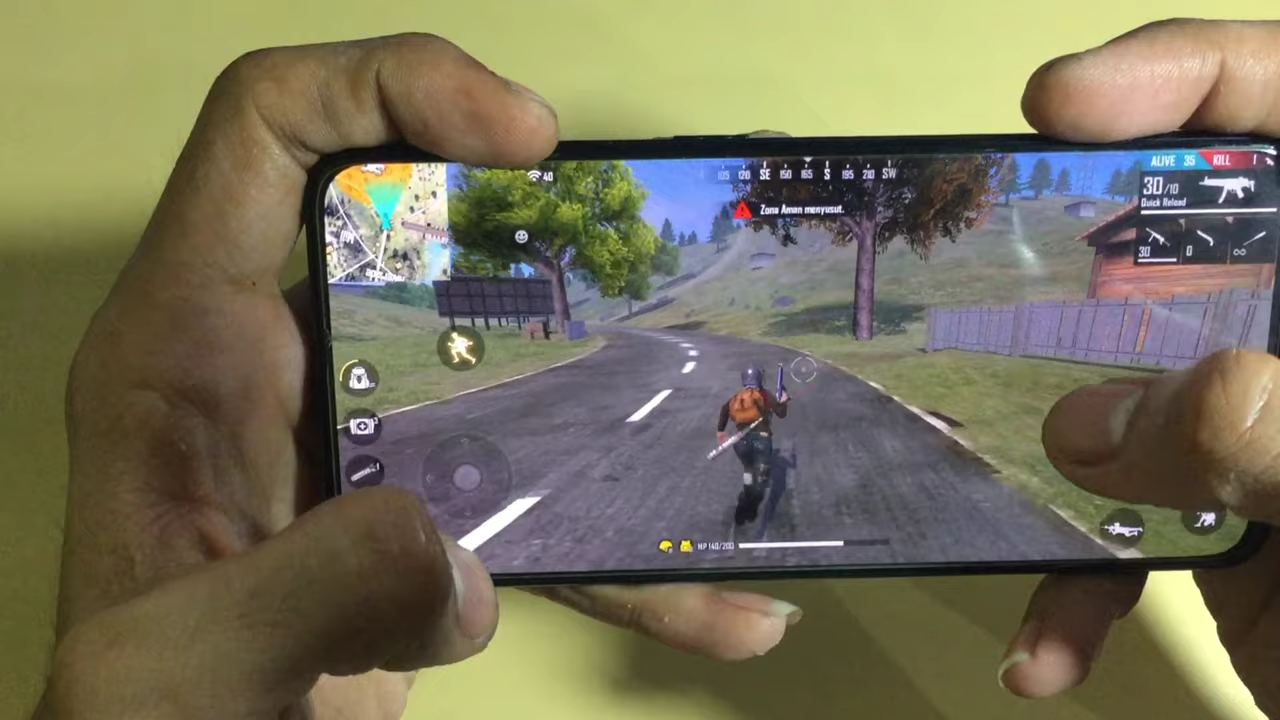 40
105 120 SE 150 165 S 195 210 SW
Zona Aman menyusut.
ALIVE 35 KILL 1
30/10
Quick Reload
30 0 ∞
HP 140/200